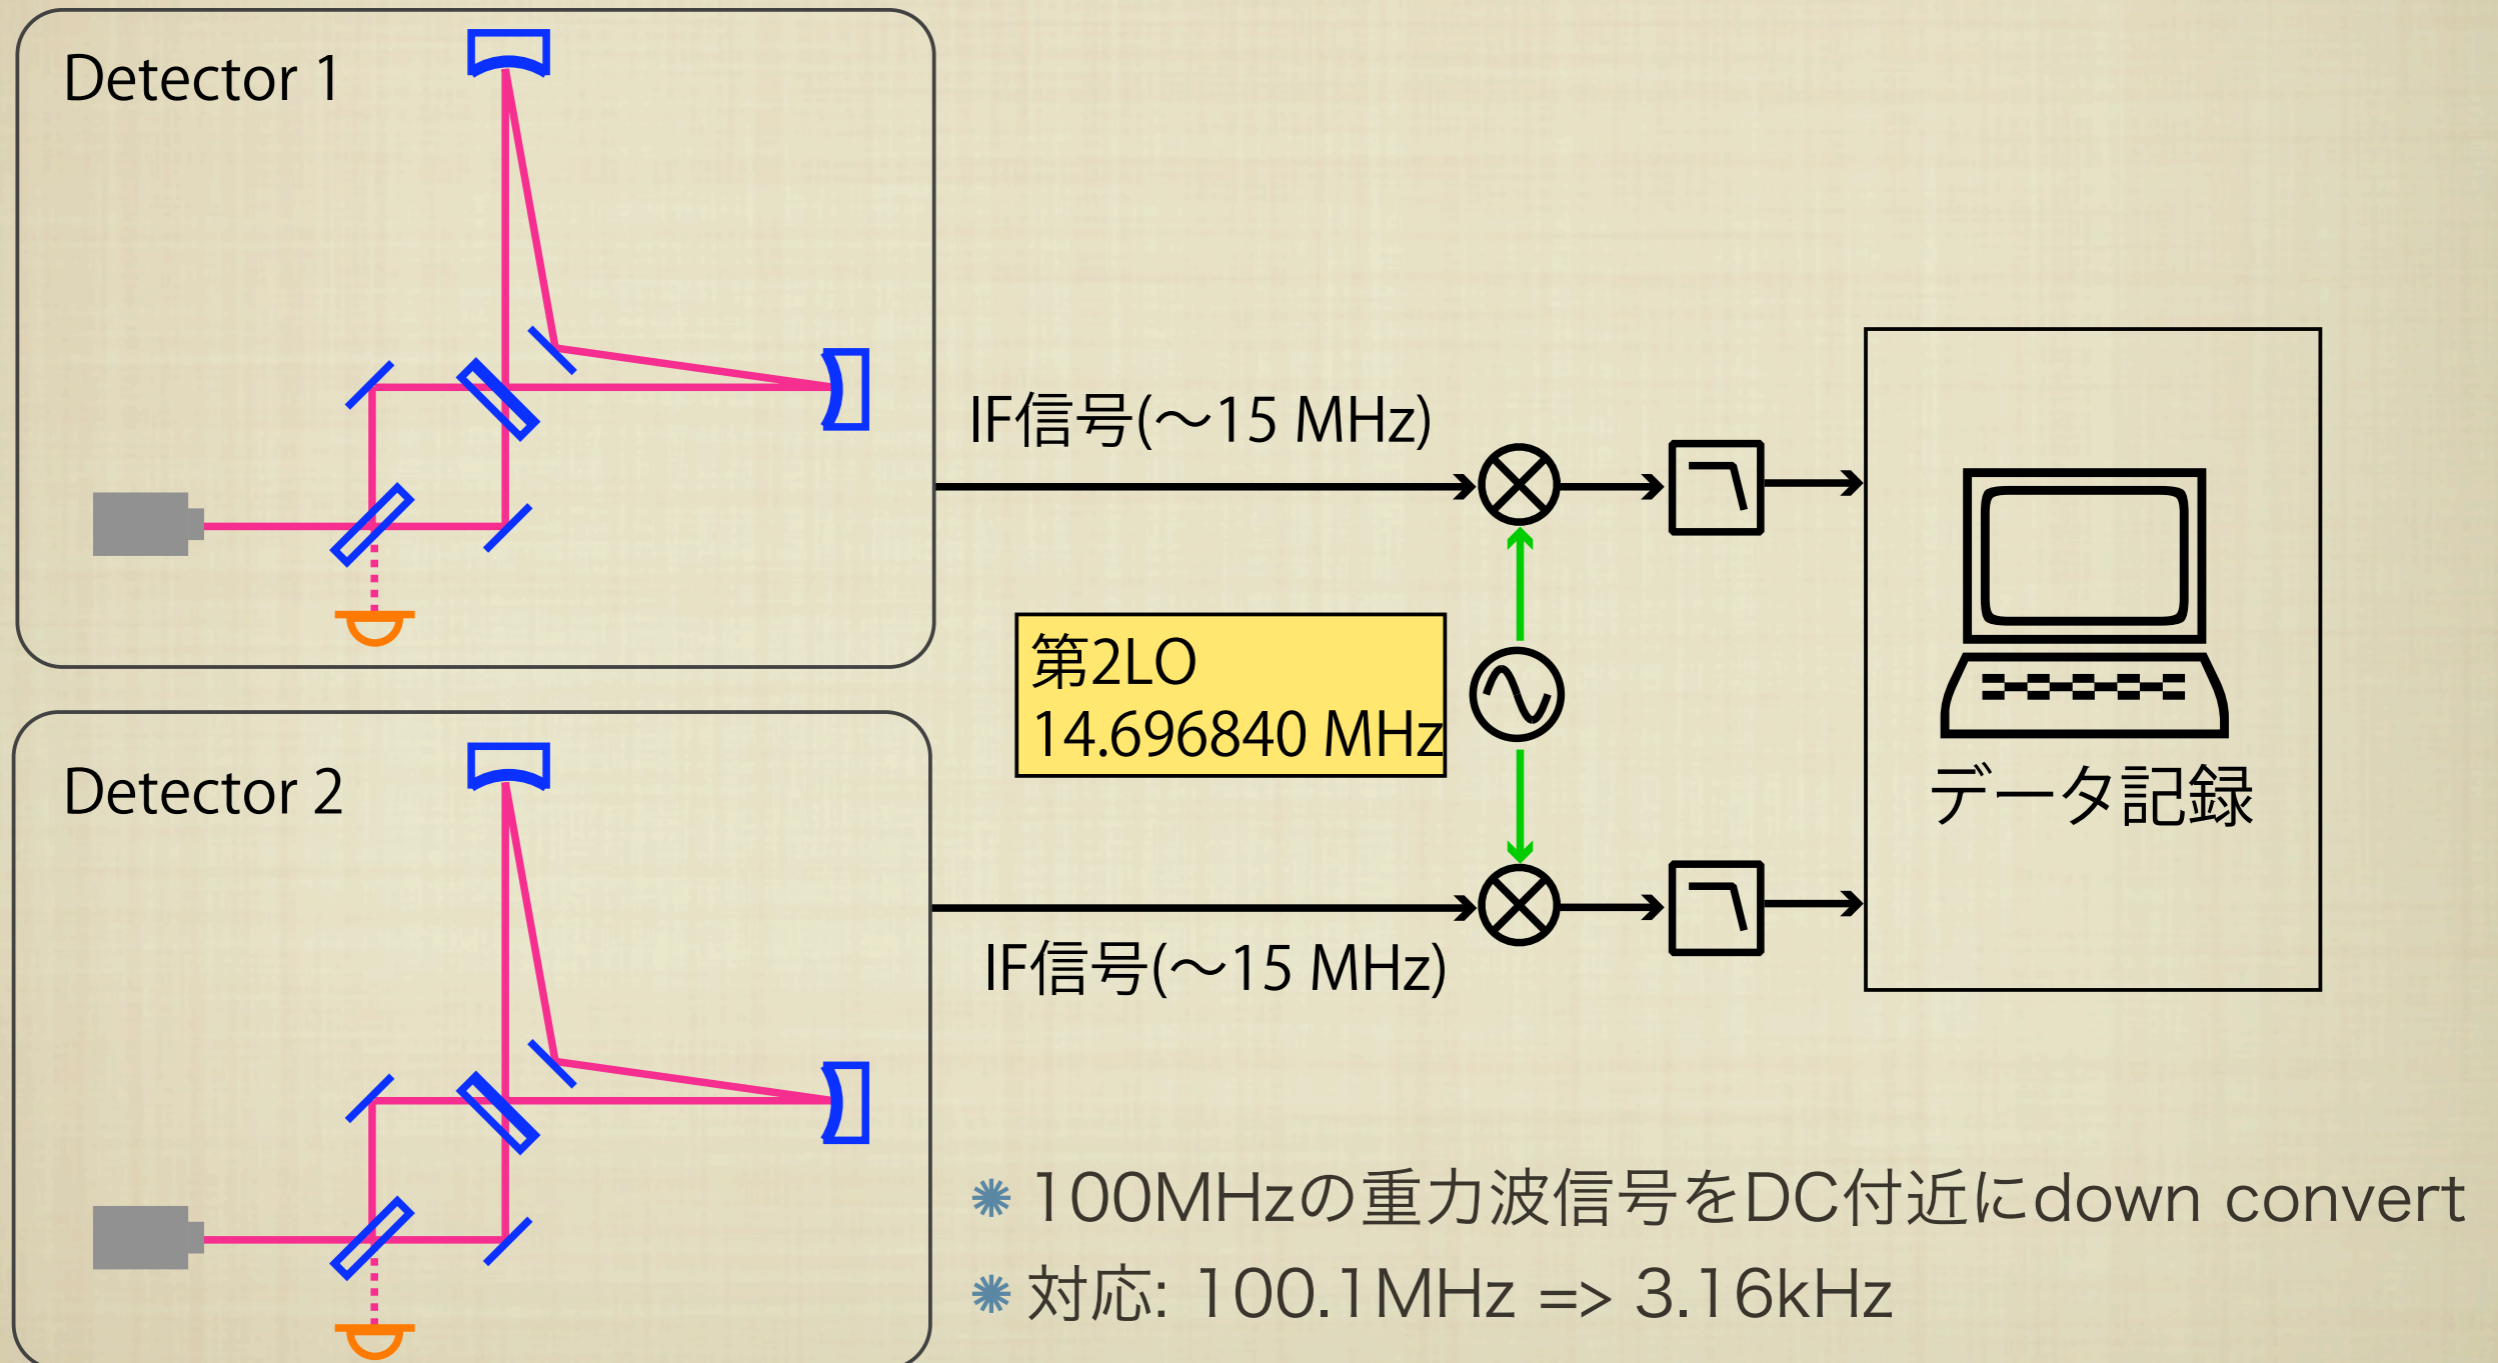 Detector 1
IF信号(〜15 MHz)
第2LO
14.696840 MHz
Detector 2
IF信号(〜15 MHz)
データ記録
100MHzの重力波信号をDC付近にdown convert
対応: 100.1MHz => 3.16kHz